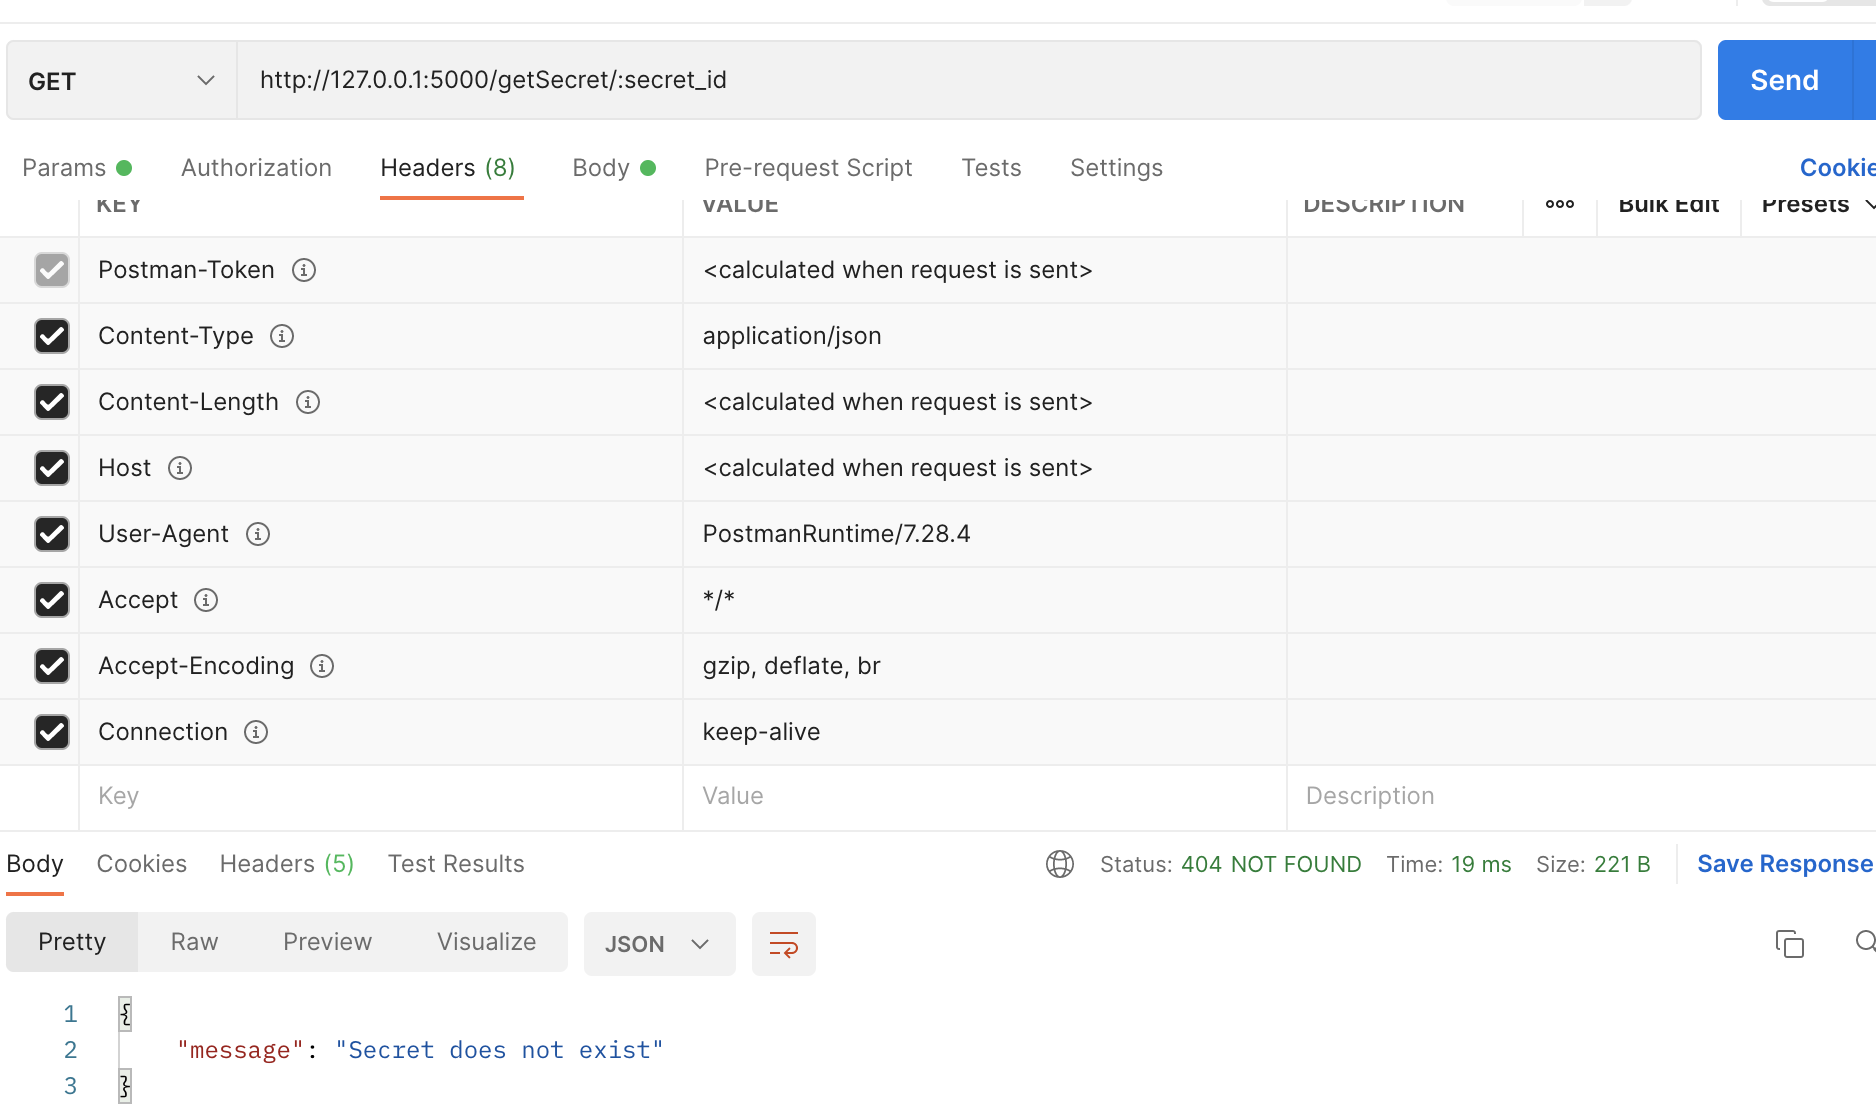 GET http://127.0.0.1:5000/getSecret/:secret_id Send
Params Authorization Headers (8) Body Pre-request Script Tests Settings
KEY VALUE DESCRIPTION Bulk Edit Presets
Postman-Token <calculated when request is sent>
Content-Type application/json
Content-Length <calculated when request is sent>
Host <calculated when request is sent>
User-Agent PostmanRuntime/7.28.4
Accept */*
Accept-Encoding gzip, deflate, br
Connection keep-alive
Key Value Description
Body Cookies Headers (5) Test Results Status: 404 NOT FOUND Time: 19 ms Size: 221 B Save Response
Pretty Raw Preview Visualize JSON
1 {
2 "message": "Secret does not exist"
3 }